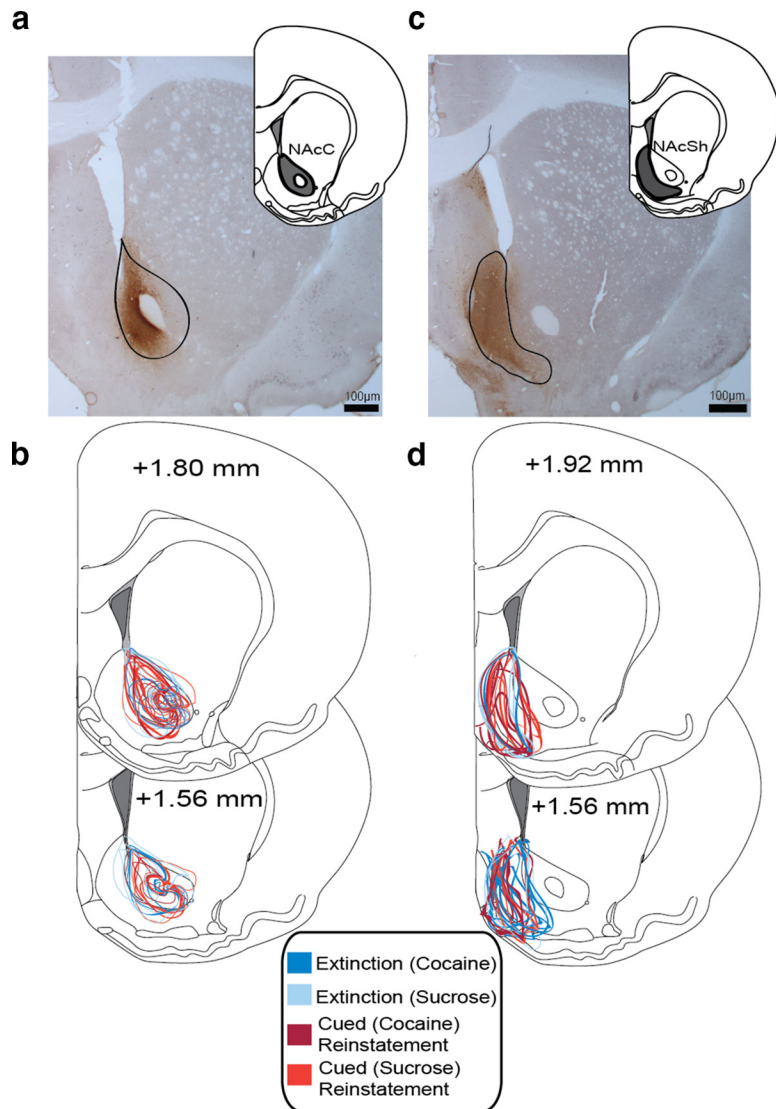 a
NAcC
100μm
c
NAcSh
100μm
b
+1.80 mm
+1.56 mm
d
+1.92 mm
+1.56 mm
Extinction (Cocaine)
Extinction (Sucrose)
Cued (Cocaine)
Reinstatement
Cued (Sucrose)
Reinstatement